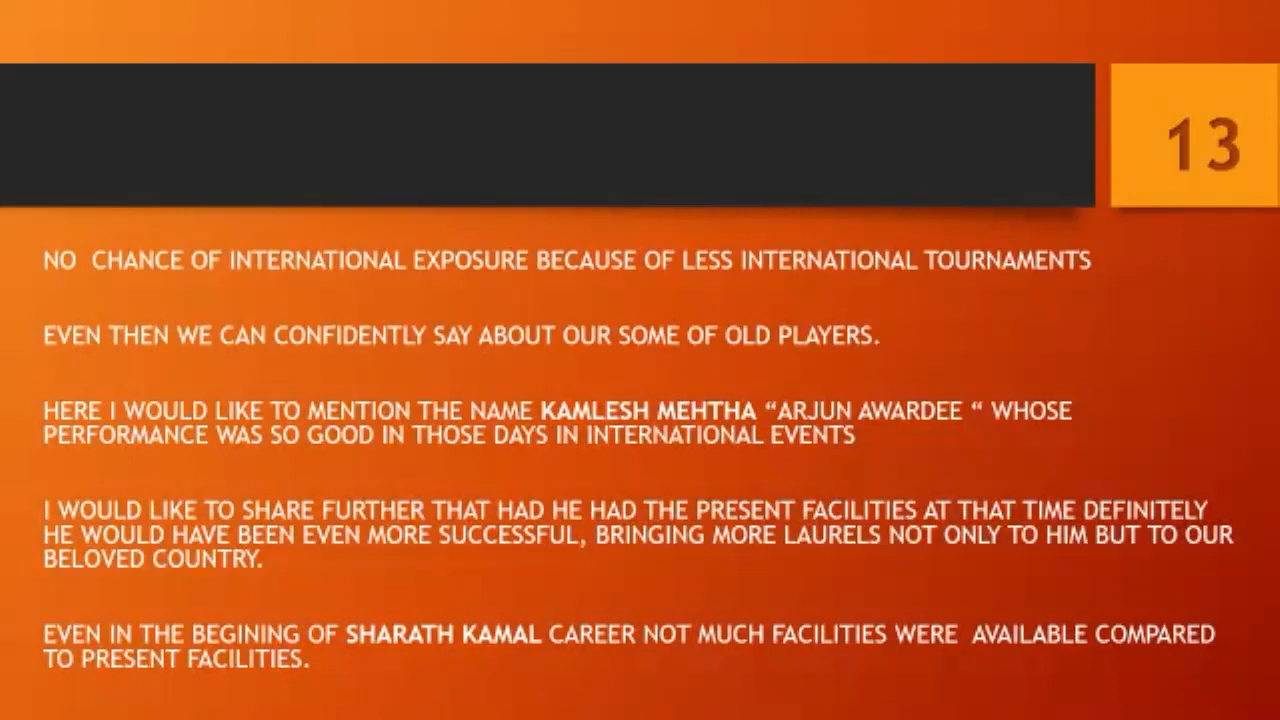 13
NO CHANCE OF INTERNATIONAL EXPOSURE BECAUSE OF LESS INTERNATIONAL TOURNAMENTS
EVEN THEN WE CAN CONFIDENTLY SAY ABOUT OUR SOME OF OLD PLAYERS.
HERE I WOULD LIKE TO MENTION THE NAME KAMLESH MEHTHA “ARJUN AWARDEE “ WHOSE
PERFORMANCE WAS SO GOOD IN THOSE DAYS IN INTERNATIONAL EVENTS
I WOULD LIKE TO SHARE FURTHER THAT HAD HE HAD THE PRESENT FACILITIES AT THAT TIME DEFINITELY
HE WOULD HAVE BEEN EVEN MORE SUCCESSFUL, BRINGING MORE LAURELS NOT ONLY TO HIM BUT TO OUR
BELOVED COUNTRY.
EVEN IN THE BEGINING OF SHARATH KAMAL CAREER NOT MUCH FACILITIES WERE AVAILABLE COMPARED
TO PRESENT FACILITIES.